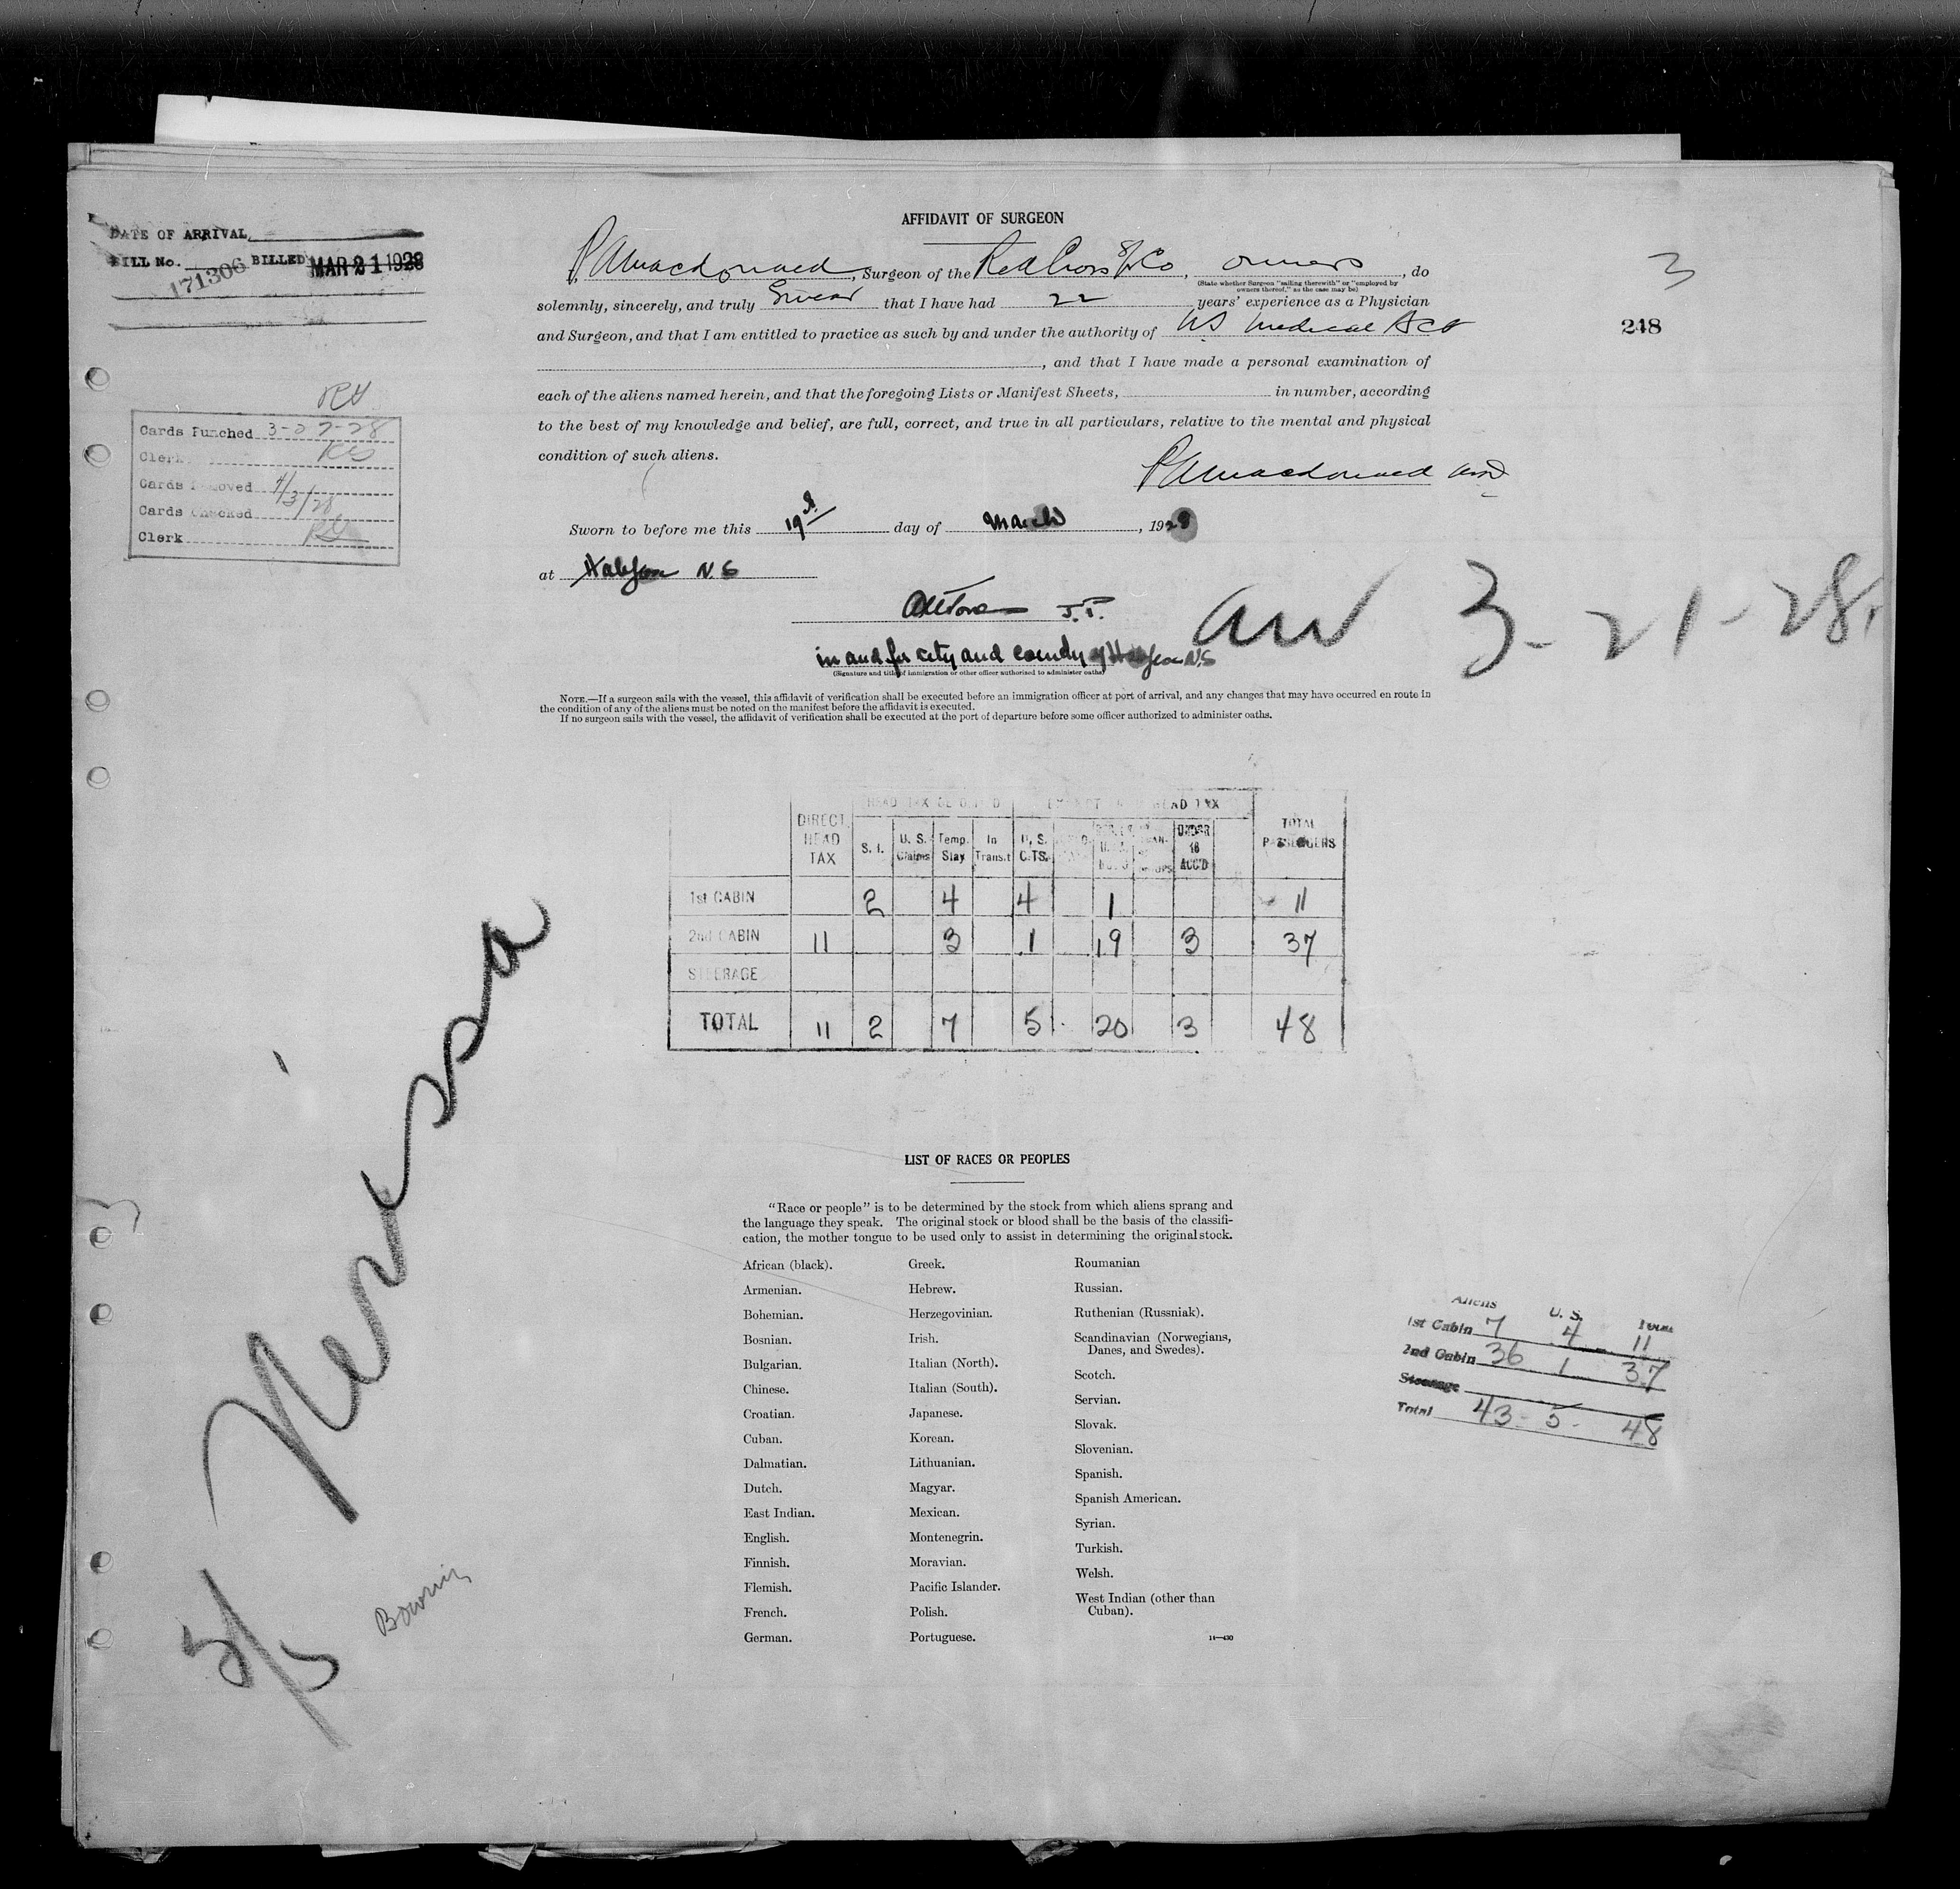 DATE OF ARRIVAL
BILL No. 171306 BILLED MAR 21 1928
AFFIDAVIT OF SURGEON
I, P A Macdonald, Surgeon of the Red Cross S/S Co, owners, do
(State whether Surgeon "sailing therewith" or "employed by
owners thereof," as the case may be)
solemnly, sincerely, and truly Swear that I have had 22 years' experience as a Physician
and Surgeon, and that I am entitled to practice as such by and under the authority of NS Medical Act
, and that I have made a personal examination of
each of the aliens named herein, and that the foregoing Lists or Manifest Sheets, in number, according
to the best of my knowledge and belief, are full, correct, and true in all particulars, relative to the mental and physical
condition of such aliens.
P A Macdonald MD
3
248
Cards Punched 3-27-28
Clerk
Cards Removed 4/3/28
Cards Checked
Clerk
Sworn to before me this 19th day of March, 1928
at Halifax N S
J.P.
in and for city and county of Halifax N.S
(Signature and title of immigration or other officer authorized to administer oaths)
3-21-28
NOTE.—If a surgeon sails with the vessel, this affidavit of verification shall be executed before an immigration officer at port of arrival, and any changes that may have occurred en route in
the condition of any of the aliens must be noted on the manifest before the affidavit is executed.
If no surgeon sails with the vessel, the affidavit of verification shall be executed at the port of departure before some officer authorized to administer oaths.
HEAD TAX
DIRECT HEAD TAX S. I. U. S. Claims Temp. Stay In Transit U. S. CTS. UNDER 16 ACC'D TOTAL PASSENGERS
1st CABIN 2 4 4 1 11
2nd CABIN 11 3 1 19 3 37
STEERAGE
TOTAL 11 2 7 5 20 3 48
Nerissa
LIST OF RACES OR PEOPLES
"Race or people" is to be determined by the stock from which aliens sprang and
the language they speak. The original stock or blood shall be the basis of the classifi-
cation, the mother tongue to be used only to assist in determining the original stock.
African (black).
Armenian.
Bohemian.
Bosnian.
Bulgarian.
Chinese.
Croatian.
Cuban.
Dalmatian.
Dutch.
East Indian.
English.
Finnish.
Flemish.
French.
German.
Greek.
Hebrew.
Herzegovinian.
Irish.
Italian (North).
Italian (South).
Japanese.
Korean.
Lithuanian.
Magyar.
Mexican.
Montenegrin.
Moravian.
Pacific Islander.
Polish.
Portuguese.
Roumanian
Russian.
Ruthenian (Russniak).
Scandinavian (Norwegians,
Danes, and Swedes).
Scotch.
Servian.
Slovak.
Slovenian.
Spanish.
Spanish American.
Syrian.
Turkish.
Welsh.
West Indian (other than
Cuban).
14—430
Aliens U. S. Total
1st Cabin 7 4 11
2nd Cabin 36 1 37
Steerage
Total 43 - 5 - 48